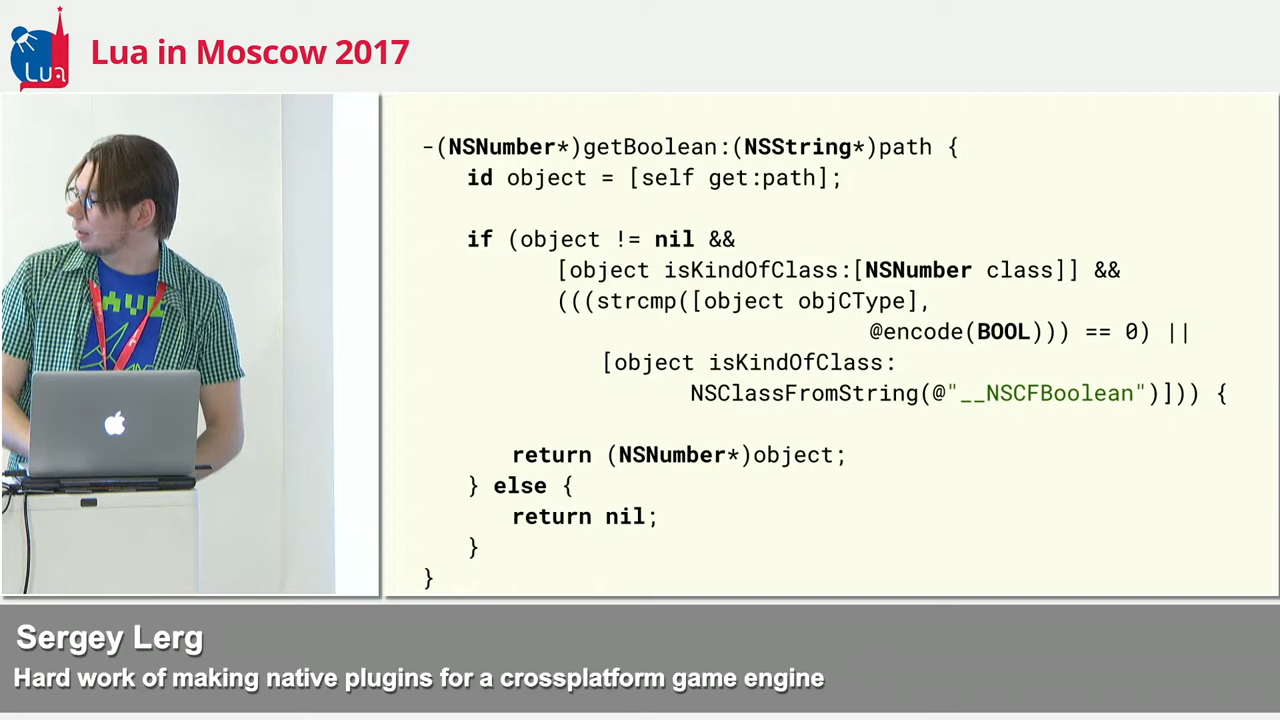 Lua
Lua in Moscow 2017
-(NSNumber*)getBoolean:(NSString*)path {
    id object = [self get:path];
    if (object != nil &&
            [object isKindOfClass:[NSNumber class]] &&
            (((strcmp([object objCType],
                                        @encode(BOOL))) == 0) ||
                [object isKindOfClass:
                        NSClassFromString(@"__NSCFBoolean")])) {
        return (NSNumber*)object;
    } else {
        return nil;
    }
}
Sergey Lerg
Hard work of making native plugins for a crossplatform game engine